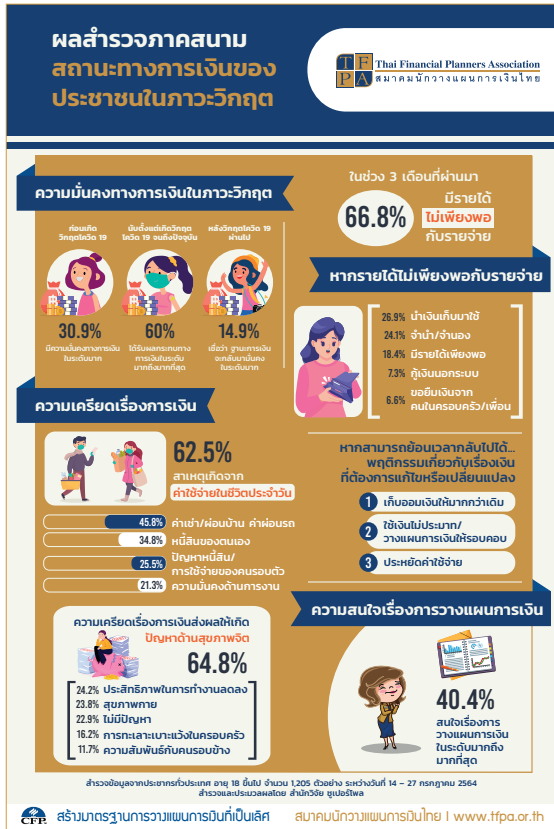 ผลสำรวจภาคสนาม
สถานะทางการเงินของ
ประชาชนในภาวะวิกฤต
TF
PA
Thai Financial Planners Association
สมาคมนักวางแผนการเงินไทย
ความมั่นคงทางการเงินในภาวะวิกฤต
ก่อนเกิด
วิกฤตโควิด 19
นับตั้งแต่เกิดวิกฤต
โควิด 19 จนถึงปัจจุบัน
หลังวิกฤตโควิด 19
ผ่านไป
30.9%
มีความมั่นคงทางการเงิน
ในระดับมาก
60%
ได้รับผลกระทบทาง
การเงินในระดับ
มากถึงมากที่สุด
14.9%
เชื่อว่า ฐานะการเงิน
จะกลับมามั่นคง
ในระดับมาก
ในช่วง 3 เดือนที่ผ่านมา
66.8%
มีรายได้
ไม่เพียงพอ
กับรายจ่าย
หากรายได้ไม่เพียงพอกับรายจ่าย
26.9% นำเงินเก็บมาใช้
24.1% จำนำ/จำนอง
18.4% มีรายได้เพียงพอ
7.3% กู้เงินนอกระบบ
6.6% ขอยืมเงินจาก
คนในครอบครัว/เพื่อน
ความเครียดเรื่องการเงิน
62.5%
สาเหตุเกิดจาก
ค่าใช้จ่ายในชีวิตประจำวัน
45.8% ค่าเช่า/ผ่อนบ้าน ค่าผ่อนรถ
34.8% หนี้สินของตนเอง
25.5% ปัญหาหนี้สิน/
การใช้จ่ายของคนรอบตัว
21.3% ความมั่นคงด้านการงาน
หากสามารถย้อนเวลากลับไปได้...
พฤติกรรมเกี่ยวกับเรื่องเงิน
ที่ต้องการแก้ไขหรือเปลี่ยนแปลง
1 เก็บออมเงินให้มากกว่าเดิม
2 ใช้เงินไม่ประมาท/
วางแผนการเงินให้รอบคอบ
3 ประหยัดค่าใช้จ่าย
ความเครียดเรื่องการเงินส่งผลให้เกิด
ปัญหาด้านสุขภาพจิต
64.8%
24.2% ประสิทธิภาพในการทำงานลดลง
23.8% สุขภาพกาย
22.9% ไม่มีปัญหา
16.2% การทะเลาะเบาะแว้งในครอบครัว
11.7% ความสัมพันธ์กับคนรอบข้าง
ความสนใจเรื่องการวางแผนการเงิน
40.4%
สนใจเรื่องการ
วางแผนการเงิน
ในระดับมากถึง
มากที่สุด
สำรวจข้อมูลจากประชากรทั่วประเทศ อายุ 18 ขึ้นไป จำนวน 1,205 ตัวอย่าง ระหว่างวันที่ 14 – 27 กรกฎาคม 2564
สำรวจและประมวลผลโดย สำนักวิจัย ซูเปอร์โพล
CFP สร้างมาตรฐานการวางแผนการเงินที่เป็นเลิศ สมาคมนักวางแผนการเงินไทย | www.tfpa.or.th